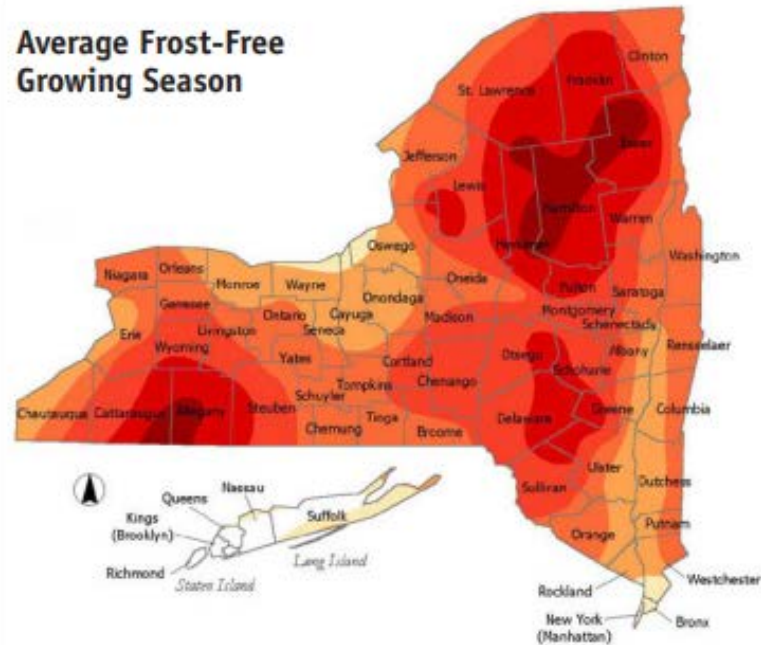 Average Frost-Free
Growing Season
Clinton
Franklin
St. Lawrence
Essex
Jefferson
Lewis
Hamilton
Warren
Oswego
Herkimer
Washington
Niagara
Orleans
Monroe
Wayne
Oneida
Onondaga
Fulton
Saratoga
Genesee
Ontario
Cayuga
Madison
Montgomery
Schenectady
Erie
Livingston
Seneca
Wyoming
Otsego
Albany
Rensselaer
Yates
Cortland
Schoharie
Tompkins
Chenango
Schuyler
Chautauqua
Cattaraugus
Allegany
Steuben
Delaware
Greene
Columbia
Chemung
Tioga
Broome
Ulster
Sullivan
Dutchess
Nassau
Queens
Kings
(Brooklyn)
Suffolk
Orange
Putnam
Long Island
Richmond
Staten Island
Rockland
Westchester
New York
(Manhattan)
Bronx